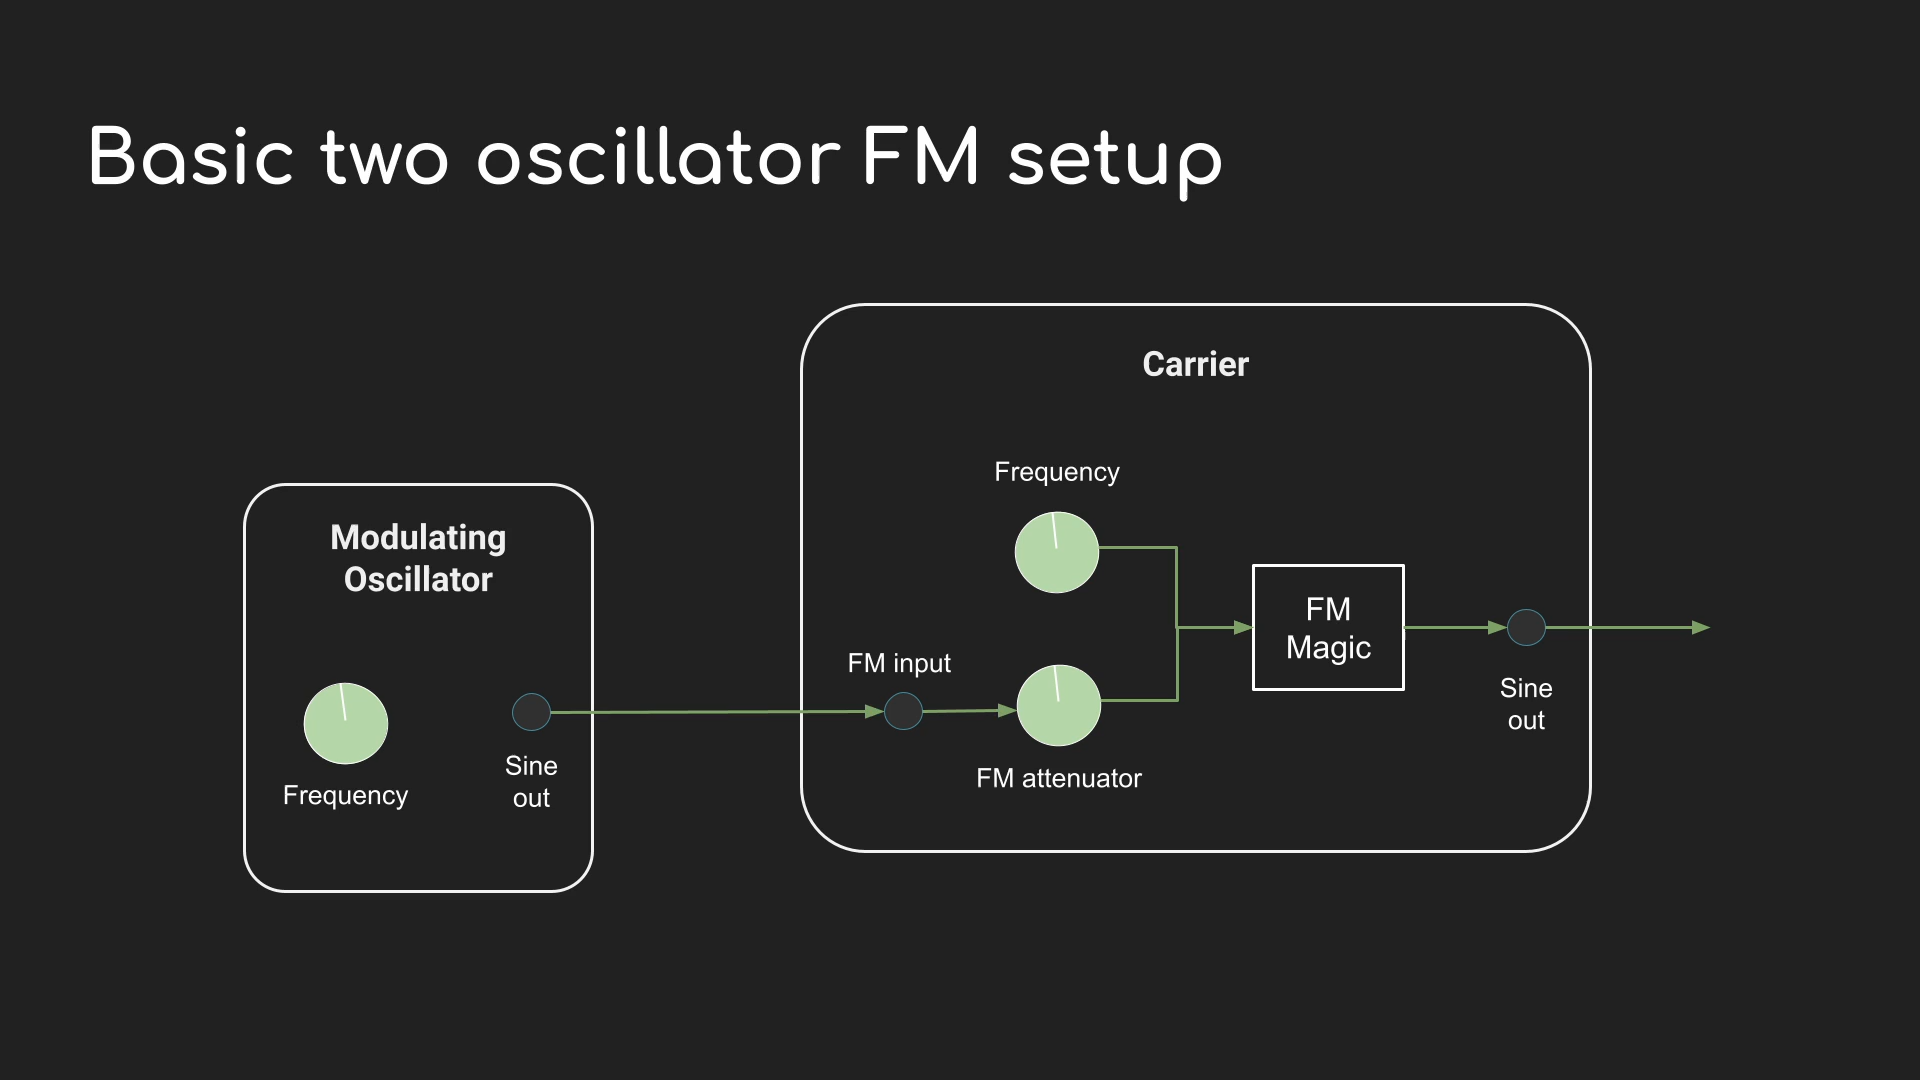 Basic two oscillator FM setup
Modulating
Oscillator
Frequency
Sine
out
Carrier
Frequency
FM input
FM attenuator
FM
Magic
Sine
out